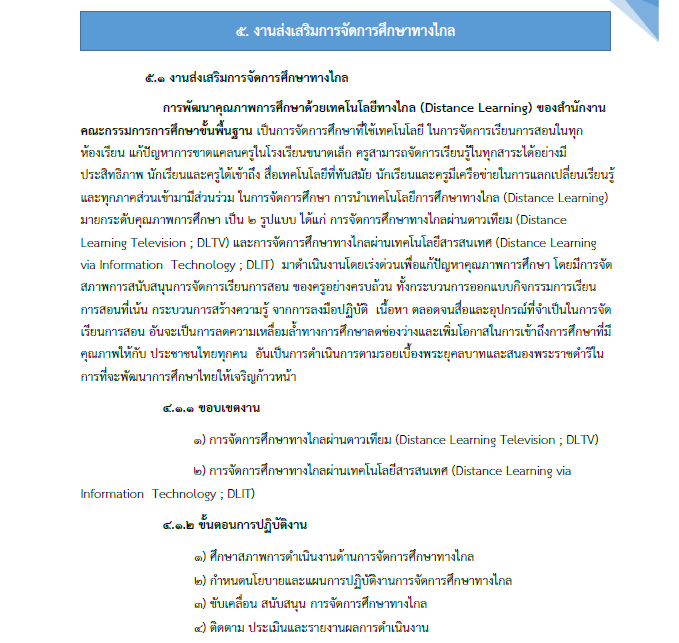 ๕. งานส่งเสริมการจัดการศึกษาทางไกล
๕.๑ งานส่งเสริมการจัดการศึกษาทางไกล
การพัฒนาคุณภาพการศึกษาด้วยเทคโนโลยีทางไกล (Distance Learning) ของสำนักงาน
คณะกรรมการการศึกษาขั้นพื้นฐาน เป็นการจัดการศึกษาที่ใช้เทคโนโลยี ในการจัดการเรียนการสอนในทุก
ห้องเรียน แก้ปัญหาการขาดแคลนครูในโรงเรียนขนาดเล็ก ครูสามารถจัดการเรียนรู้ในทุกสาระได้อย่างมี
ประสิทธิภาพ นักเรียนและครูได้เข้าถึง สื่อเทคโนโลยีที่ทันสมัย นักเรียนและครูมีเครือข่ายในการแลกเปลี่ยนเรียนรู้
และทุกภาคส่วนเข้ามามีส่วนร่วม ในการจัดการศึกษา การนำเทคโนโลยีการศึกษาทางไกล (Distance Learning)
มายกระดับคุณภาพการศึกษา เป็น ๒ รูปแบบ ได้แก่ การจัดการศึกษาทางไกลผ่านดาวเทียม (Distance
Learning Television ; DLTV) และการจัดการศึกษาทางไกลผ่านเทคโนโลยีสารสนเทศ (Distance Learning
via Information Technology ; DLIT) มาดำเนินงานโดยเร่งด่วนเพื่อแก้ปัญหาคุณภาพการศึกษา โดยมีการจัด
สภาพการสนับสนุนการจัดการเรียนการสอน ของครูอย่างครบถ้วน ทั้งกระบวนการออกแบบกิจกรรมการเรียน
การสอนที่เน้น กระบวนการสร้างความรู้ จากการลงมือปฏิบัติ เนื้อหา ตลอดจนสื่อและอุปกรณ์ที่จำเป็นในการจัด
เรียนการสอน อันจะเป็นการลดความเหลื่อมล้ำทางการศึกษาลดช่องว่างและเพิ่มโอกาสในการเข้าถึงการศึกษาที่มี
คุณภาพให้กับ ประชาชนไทยทุกคน อันเป็นการดำเนินการตามรอยเบื้องพระยุคลบาทและสนองพระราชดำริใน
การที่จะพัฒนาการศึกษาไทยให้เจริญก้าวหน้า
๔.๑.๑ ขอบเขตงาน
๑) การจัดการศึกษาทางไกลผ่านดาวเทียม (Distance Learning Television ; DLTV)
๒) การจัดการศึกษาทางไกลผ่านเทคโนโลยีสารสนเทศ (Distance Learning via
Information Technology ; DLIT)
๔.๑.๒ ขั้นตอนการปฏิบัติงาน
๑) ศึกษาสภาพการดำเนินงานด้านการจัดการศึกษาทางไกล
๒) กำหนดนโยบายและแผนการปฏิบัติงานการจัดการศึกษาทางไกล
๓) ขับเคลื่อน สนับสนุน การจัดการศึกษาทางไกล
๔) ติดตาม ประเมินและรายงานผลการดำเนินงาน